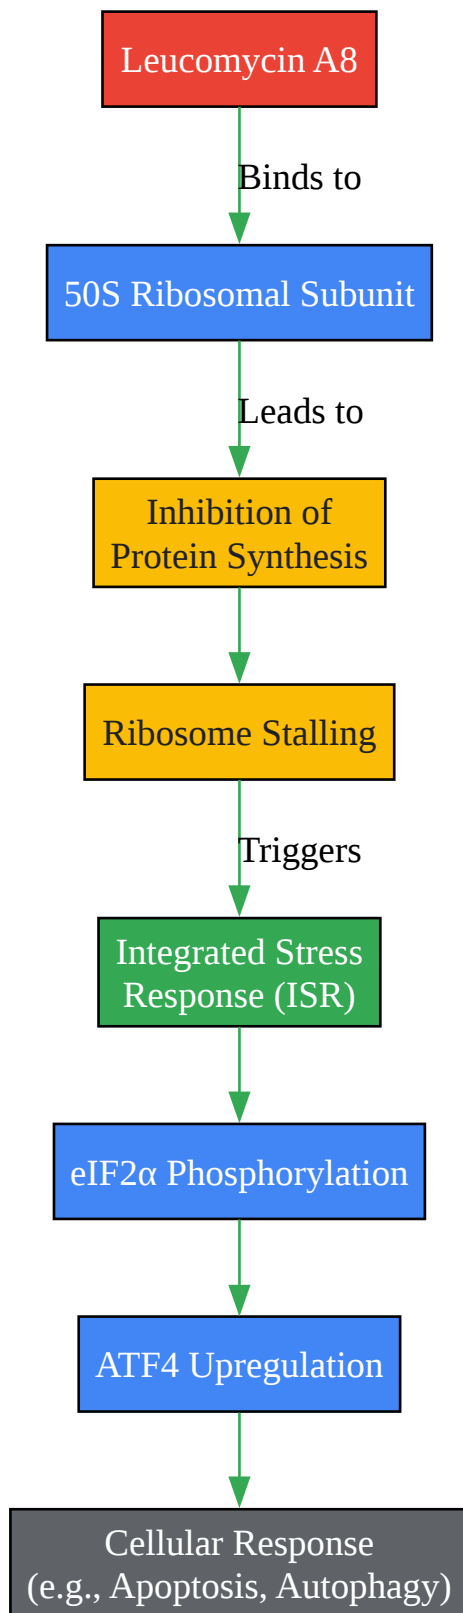 Leucomycin A8
Binds to
50S Ribosomal Subunit
Leads to
Inhibition of
Protein Synthesis
Ribosome Stalling
Triggers
Integrated Stress
Response (ISR)
eIF2α Phosphorylation
ATF4 Upregulation
Cellular Response
(e.g., Apoptosis, Autophagy)